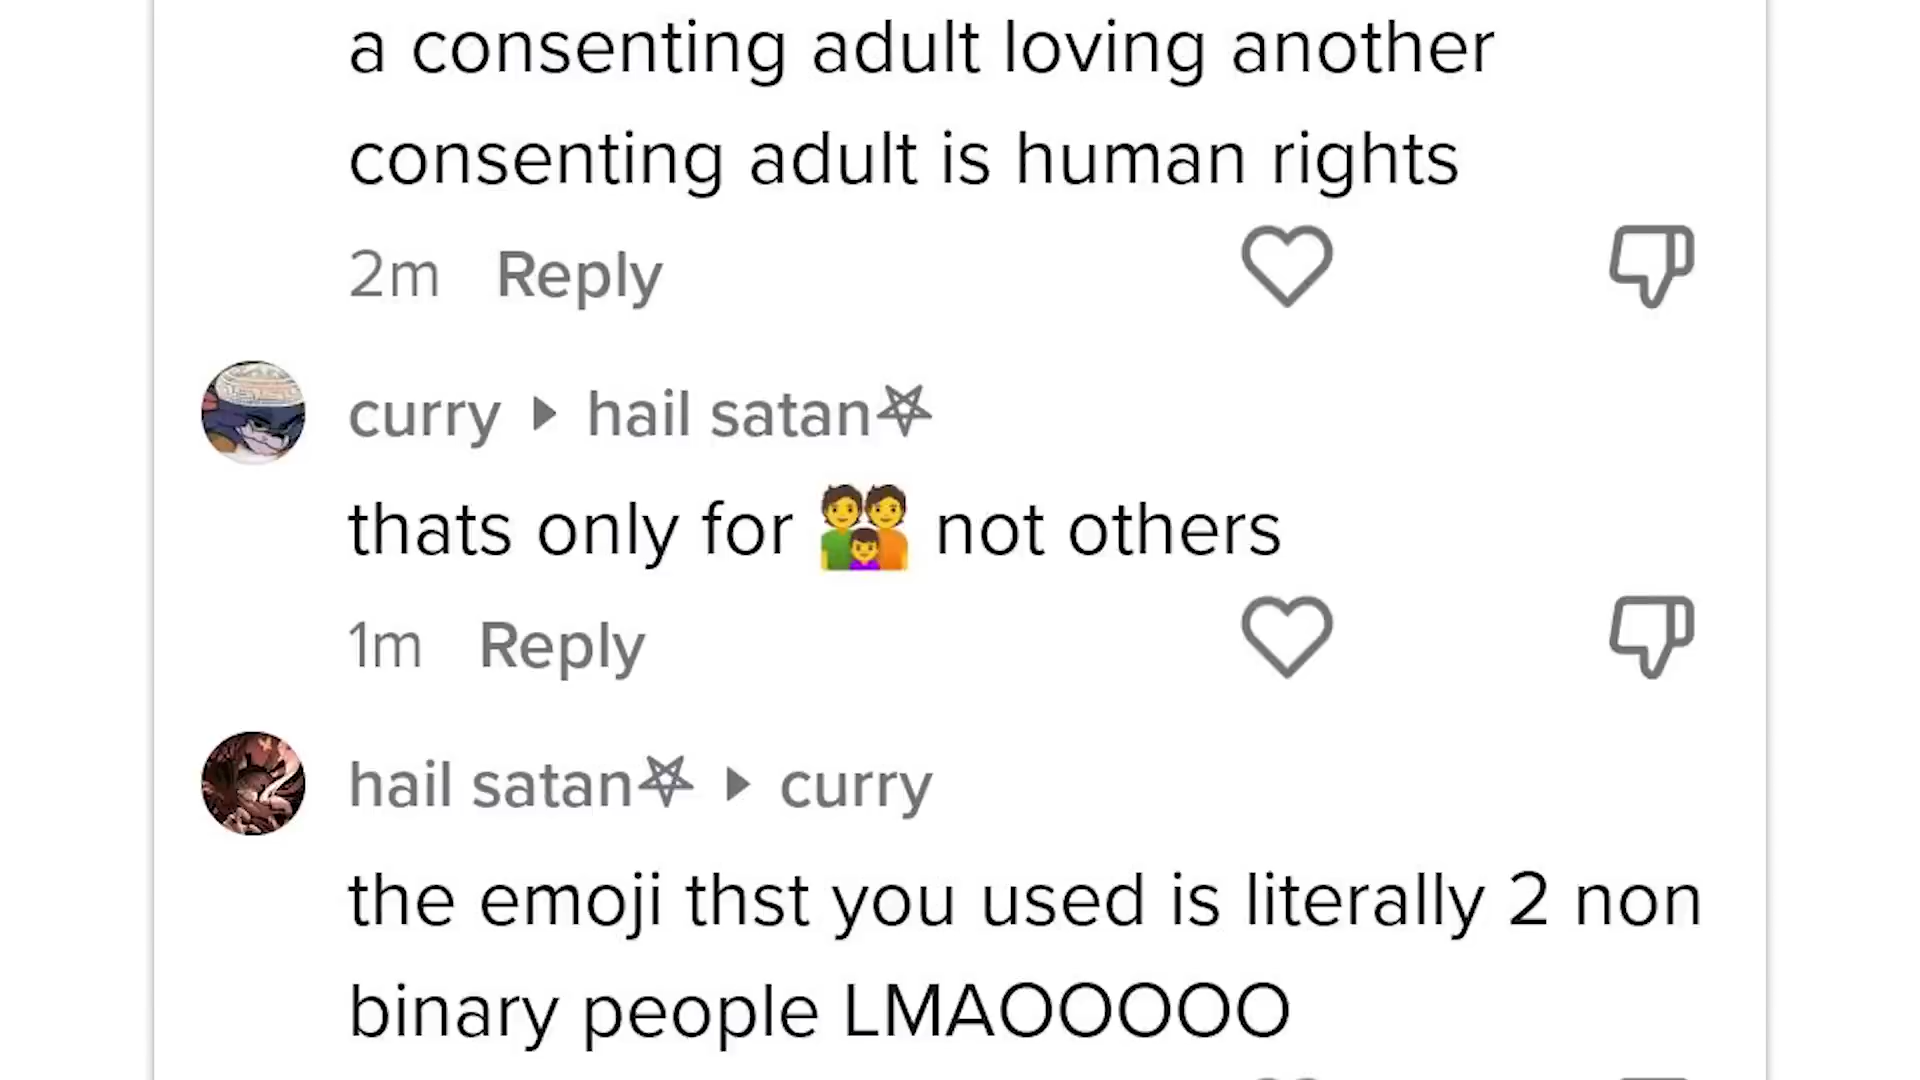 a consenting adult loving another
consenting adult is human rights
2m Reply
curry ▸ hail satan⛧
thats only for 👪 not others
1m Reply
hail satan⛧ ▸ curry
the emoji thst you used is literally 2 non
binary people LMAOOOOO